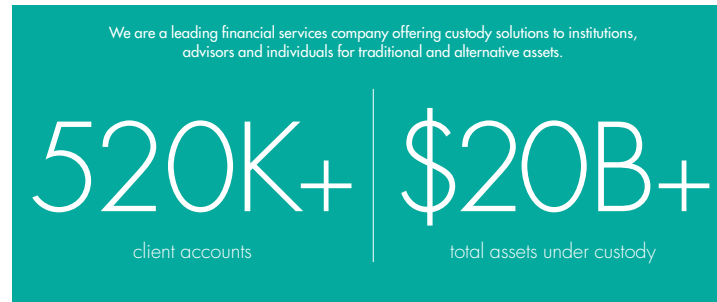 We are a leading financial services company offering custody solutions to institutions,
advisors and individuals for traditional and alternative assets.
520K+
$20B+
client accounts
total assets under custody